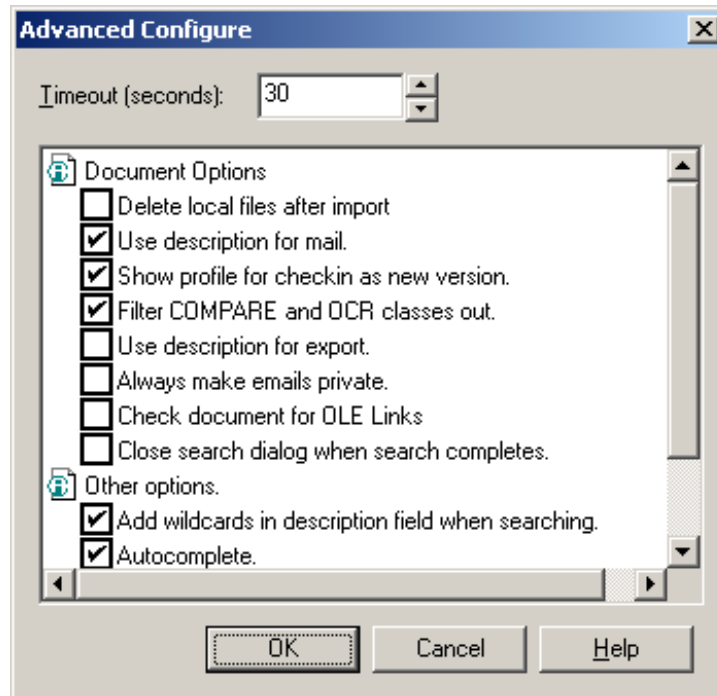 Advanced Configure
Timeout (seconds): 30
Document Options
Delete local files after import
Use description for mail.
Show profile for checkin as new version.
Filter COMPARE and OCR classes out.
Use description for export.
Always make emails private.
Check document for OLE Links
Close search dialog when search completes.
Other options.
Add wildcards in description field when searching.
Autocomplete.
OK Cancel Help